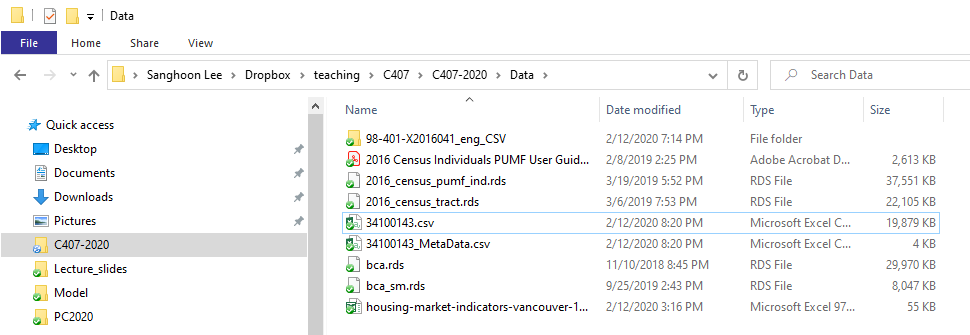 Data
File Home Share View
Sanghoon Lee > Dropbox > teaching > C407 > C407-2020 > Data > Search Data
Name Date modified Type Size
Quick access
Desktop
Documents
Downloads
Pictures
C407-2020
Lecture_slides
Model
PC2020
98-401-X2016041_eng_CSV 2/12/2020 7:14 PM File folder
2016 Census Individuals PUMF User Guid... 2/8/2019 2:25 PM Adobe Acrobat D... 2,613 KB
2016_census_pumf_ind.rds 3/19/2019 5:52 PM RDS File 37,551 KB
2016_census_tract.rds 3/6/2019 7:53 PM RDS File 22,105 KB
34100143.csv 2/12/2020 8:20 PM Microsoft Excel C... 19,879 KB
34100143_MetaData.csv 2/12/2020 8:20 PM Microsoft Excel C... 4 KB
bca.rds 11/10/2018 8:45 PM RDS File 29,970 KB
bca_sm.rds 9/25/2019 2:43 PM RDS File 8,047 KB
housing-market-indicators-vancouver-1... 2/12/2020 3:16 PM Microsoft Excel 97... 55 KB